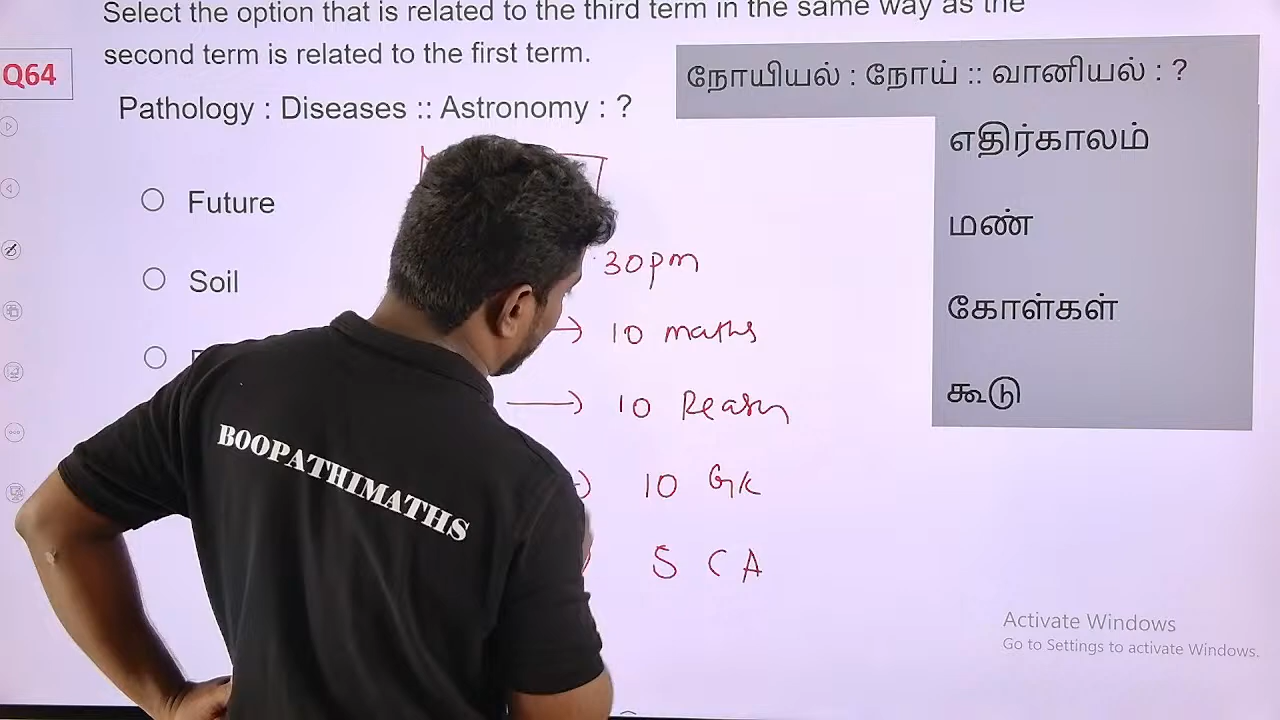 Select the option that is related to the third term in the same way as the
second term is related to the first term.
Q64
Pathology : Diseases :: Astronomy : ?
நோயியல் : நோய் :: வானியல் : ?
Future
Soil
எதிர்காலம்
மண்
கோள்கள்
கூடு
30pm
→ 10 maths
→ 10 Reasn
10 GK
5 CA
BOOPATHIMATHS
Activate Windows
Go to Settings to activate Windows.